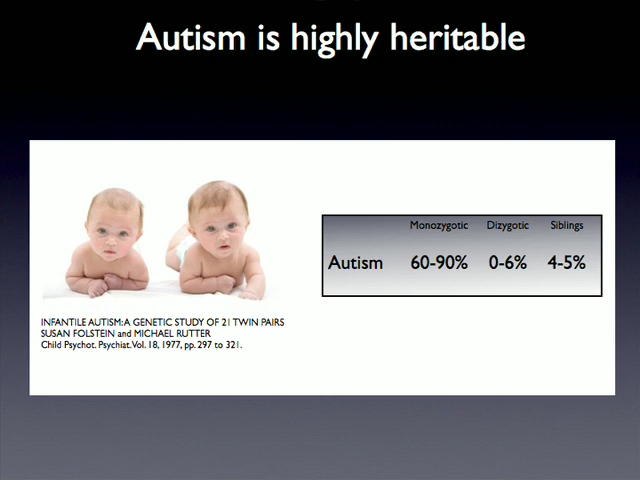 Autism is highly heritable
Monozygotic Dizygotic Siblings
Autism 60-90% 0-6% 4-5%
INFANTILE AUTISM: A GENETIC STUDY OF 21 TWIN PAIRS
SUSAN FOLSTEIN and MICHAEL RUTTER
Child Psychot. Psychiat. Vol. 18, 1977, pp. 297 to 321.